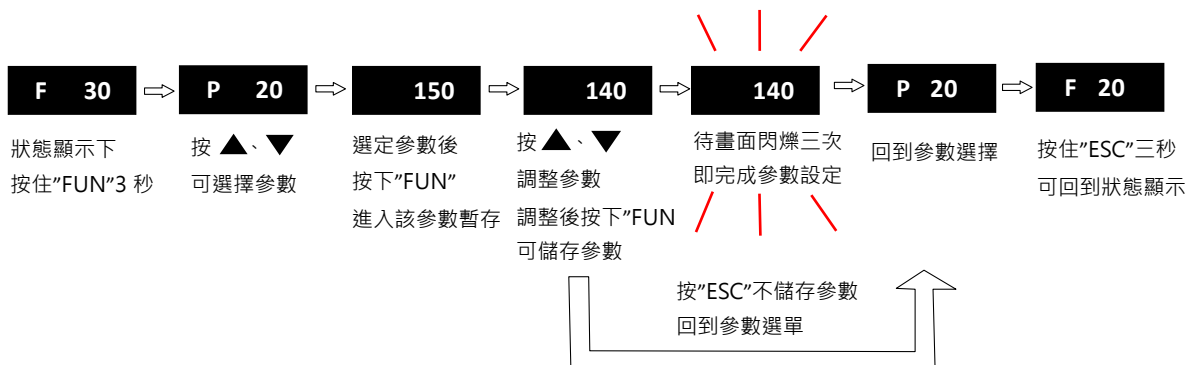 F 30
狀態顯示下
按住”FUN”3 秒
P 20
按 ▲、▼
可選擇參數
150
選定參數後
按下”FUN”
進入該參數暫存
140
按 ▲、▼
調整參數
調整後按下”FUN
可儲存參數
140
待畫面閃爍三次
即完成參數設定
P 20
回到參數選擇
F 20
按住”ESC”三秒
可回到狀態顯示
按”ESC”不儲存參數
回到參數選單